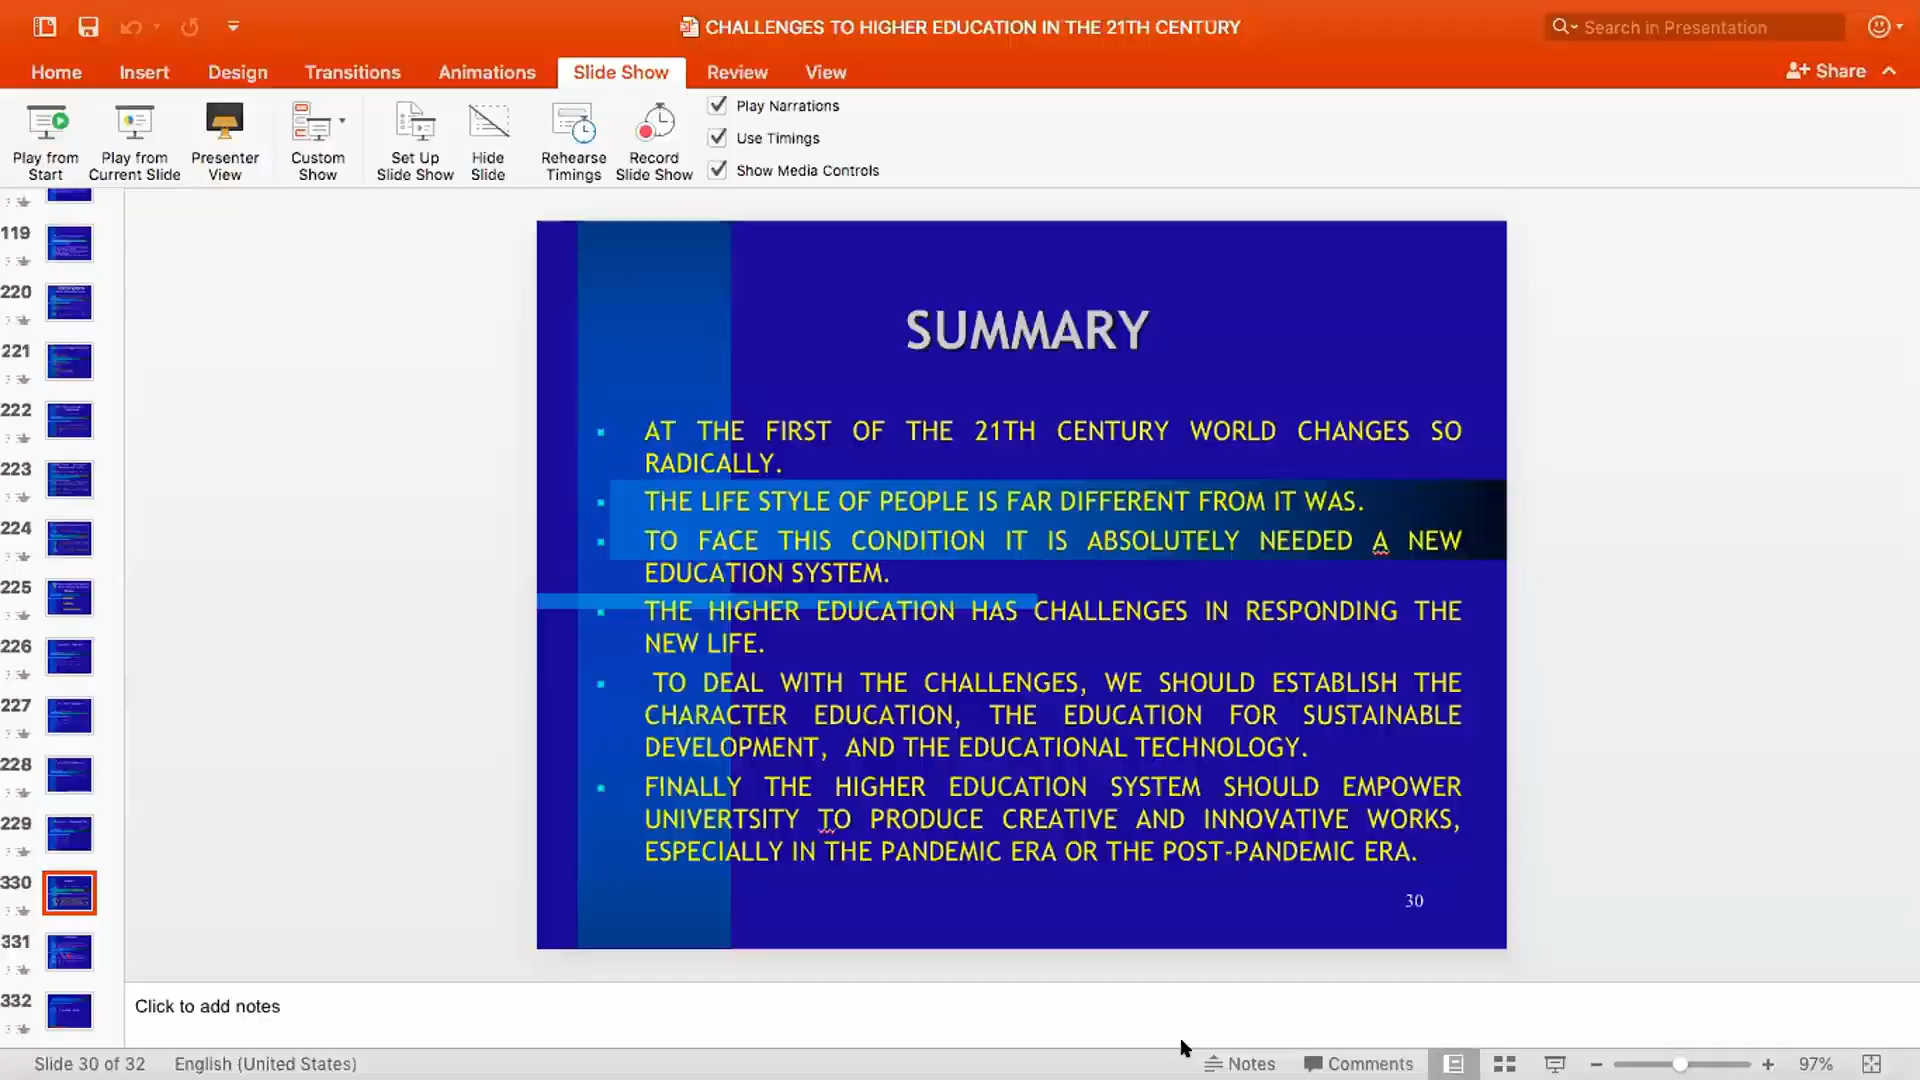 CHALLENGES TO HIGHER EDUCATION IN THE 21TH CENTURY
Search in Presentation
Home Insert Design Transitions Animations Slide Show Review View
Share
Play from Start
Play from Current Slide
Presenter View
Custom Show
Set Up Slide Show
Hide Slide
Rehearse Timings
Record Slide Show
Play Narrations
Use Timings
Show Media Controls
119
220
221
222
223
224
225
226
227
228
229
330
331
332
SUMMARY
▪ AT THE FIRST OF THE 21TH CENTURY WORLD CHANGES SO
RADICALLY.
▪ THE LIFE STYLE OF PEOPLE IS FAR DIFFERENT FROM IT WAS.
▪ TO FACE THIS CONDITION IT IS ABSOLUTELY NEEDED A NEW
EDUCATION SYSTEM.
▪ THE HIGHER EDUCATION HAS CHALLENGES IN RESPONDING THE
NEW LIFE.
▪ TO DEAL WITH THE CHALLENGES, WE SHOULD ESTABLISH THE
CHARACTER EDUCATION, THE EDUCATION FOR SUSTAINABLE
DEVELOPMENT, AND THE EDUCATIONAL TECHNOLOGY.
▪ FINALLY THE HIGHER EDUCATION SYSTEM SHOULD EMPOWER
UNIVERTSITY TO PRODUCE CREATIVE AND INNOVATIVE WORKS,
ESPECIALLY IN THE PANDEMIC ERA OR THE POST-PANDEMIC ERA.
30
Click to add notes
Slide 30 of 32 English (United States) Notes Comments 97%